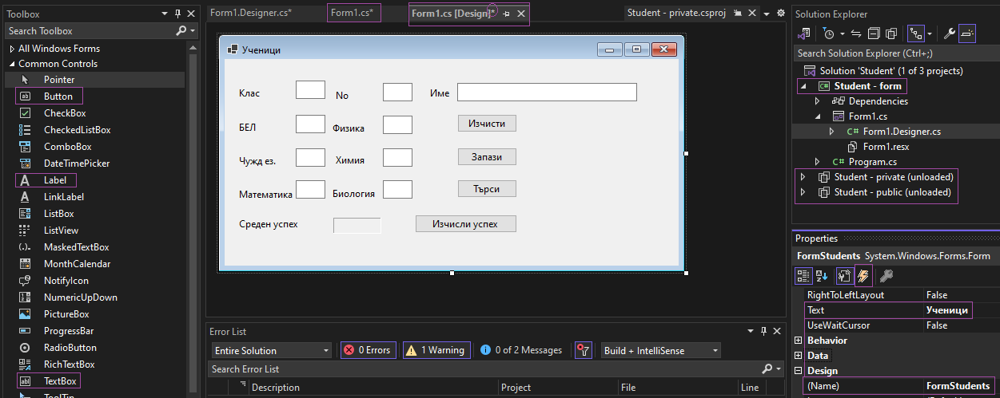 Toolbox
Search Toolbox
All Windows Forms
Common Controls
Pointer
Button
CheckBox
CheckedListBox
ComboBox
DateTimePicker
Label
LinkLabel
ListBox
ListView
MaskedTextBox
MonthCalendar
NotifyIcon
NumericUpDown
PictureBox
ProgressBar
RadioButton
RichTextBox
TextBox
ToolTip
Form1.Designer.cs*
Form1.cs*
Form1.cs [Design]*
Student - private.csproj
Ученици
Клас
No
Име
БЕЛ
Физика
Изчисти
Чужд ез.
Химия
Запази
Математика
Биология
Търси
Среден успех
Изчисли успех
Error List
Entire Solution
0 Errors
1 Warning
0 of 2 Messages
Build + IntelliSense
Search Error List
Description
Project
File
Line
Solution Explorer
Search Solution Explorer (Ctrl+;)
Solution 'Student' (1 of 3 projects)
Student - form
Dependencies
Form1.cs
C# Form1.Designer.cs
Form1.resx
C# Program.cs
Student - private (unloaded)
Student - public (unloaded)
Properties
FormStudents System.Windows.Forms.Form
RightToLeftLayout False
Text Ученици
UseWaitCursor False
Behavior
Data
Design
(Name) FormStudents